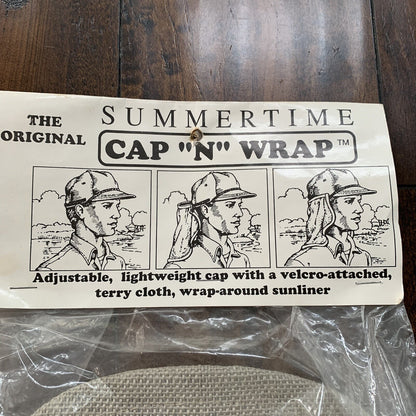 THE ORIGINAL
SUMMERTIME
CAP "N" WRAP™
Adjustable, lightweight cap with a velcro-attached,
terry cloth, wrap-around sunliner